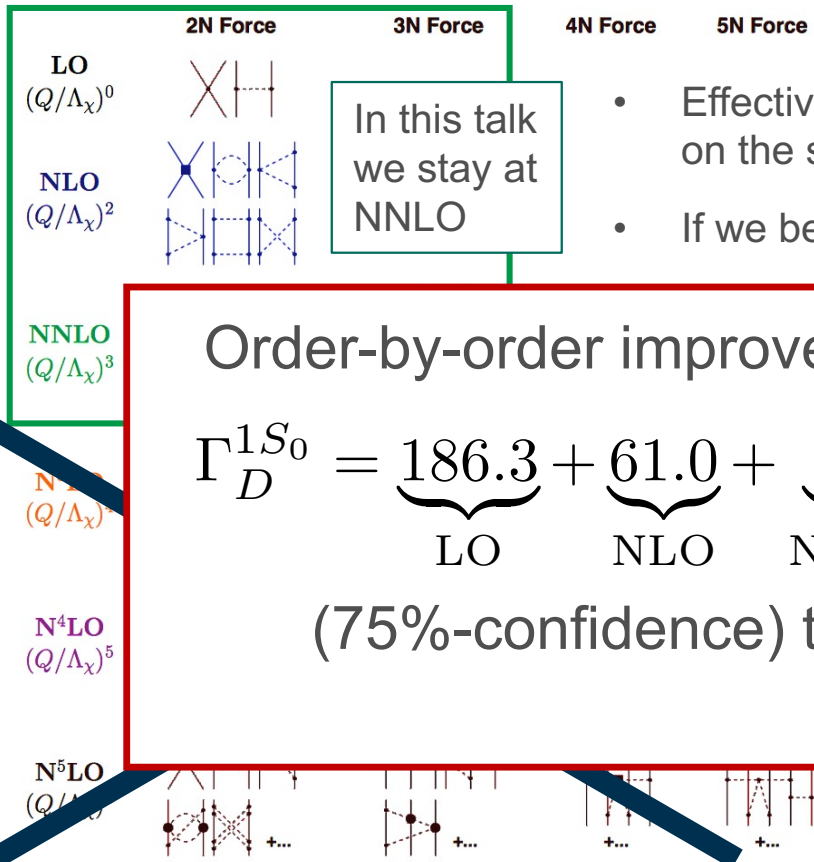 2N Force 3N Force 4N Force 5N Force
LO
(Q/Λχ)⁰
In this talk
we stay at
NNLO
• Effectiv
on the s
NLO
(Q/Λχ)²
• If we be
NNLO
(Q/Λχ)³
Order-by-order improve
Γ_D^{1S₀} = 186.3 + 61.0 +
LO NLO N
(Q/Λχ)
(75%-confidence) t
N⁴LO
(Q/Λχ)⁵
N⁵LO
+... +... +... +...